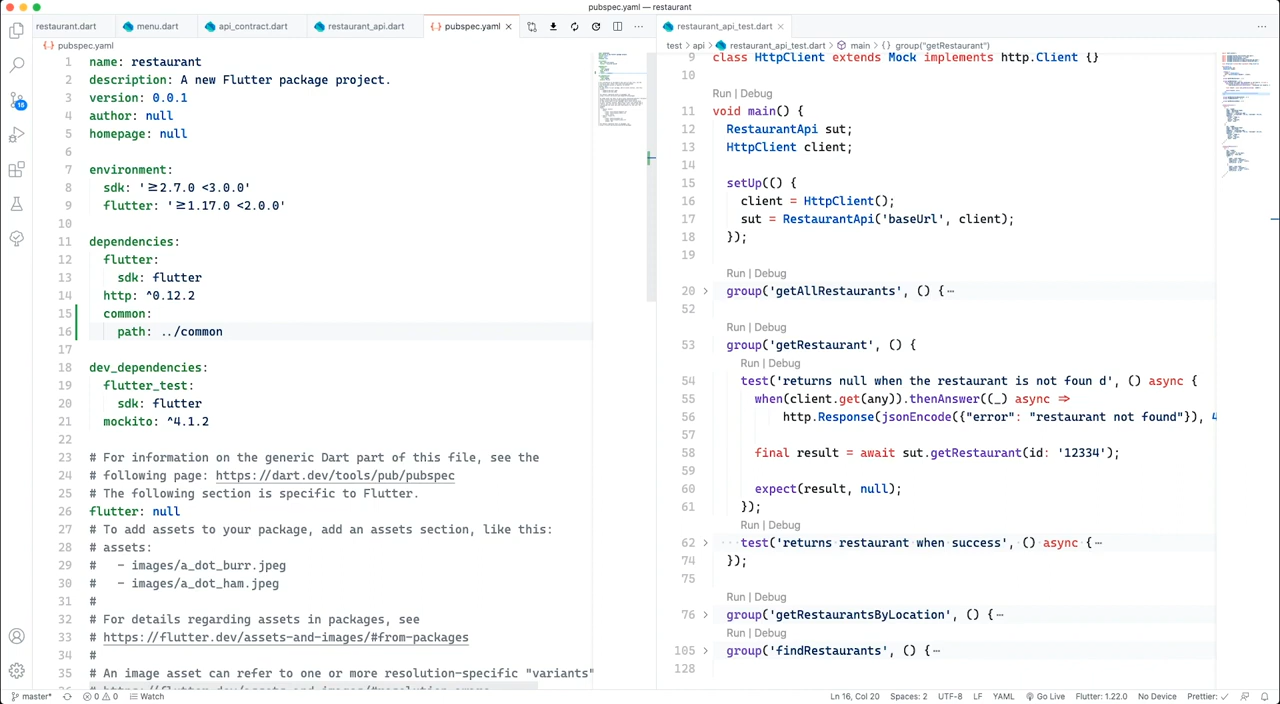 pubspec.yaml — restaurant
restaurant.dart
menu.dart
api_contract.dart
restaurant_api.dart
pubspec.yaml
restaurant_api_test.dart
pubspec.yaml
test › api › restaurant_api_test.dart › main › group("getRestaurant")
16
1 name: restaurant
2 description: A new Flutter package project.
3 version: 0.0.1
4 author: null
5 homepage: null
6
7 environment:
8 sdk: '>=2.7.0 <3.0.0'
9 flutter: '>=1.17.0 <2.0.0'
10
11 dependencies:
12 flutter:
13 sdk: flutter
14 http: ^0.12.2
15 common:
16 path: ../common
17
18 dev_dependencies:
19 flutter_test:
20 sdk: flutter
21 mockito: ^4.1.2
22
23 # For information on the generic Dart part of this file, see the
24 # following page: https://dart.dev/tools/pub/pubspec
25 # The following section is specific to Flutter.
26 flutter: null
27 # To add assets to your package, add an assets section, like this:
28 # assets:
29 #   - images/a_dot_burr.jpeg
30 #   - images/a_dot_ham.jpeg
31 #
32 # For details regarding assets in packages, see
33 # https://flutter.dev/assets-and-images/#from-packages
34 #
35 # An image asset can refer to one or more resolution-specific "variants"
9 class HttpClient extends Mock implements http.Client {}
10
Run | Debug
11 void main() {
12 RestaurantApi sut;
13 HttpClient client;
14
15 setUp(() {
16 client = HttpClient();
17 sut = RestaurantApi('baseUrl', client);
18 });
19
Run | Debug
20 group('getAllRestaurants', () {⋯
52
Run | Debug
53 group('getRestaurant', () {
Run | Debug
54 test('returns null when the restaurant is not foun d', () async {
55 when(client.get(any)).thenAnswer((_) async =>
56 http.Response(jsonEncode({"error": "restaurant not found"}), 4
57
58 final result = await sut.getRestaurant(id: '12334');
59
60 expect(result, null);
61 });
Run | Debug
62 test('returns restaurant when success', () async {⋯
74 });
75
Run | Debug
76 group('getRestaurantsByLocation', () {⋯
Run | Debug
105 group('findRestaurants', () {⋯
128
master* 0 0 Watch Ln 16, Col 20 Spaces: 2 UTF-8 LF YAML Go Live Flutter: 1.22.0 No Device Prettier: ✓